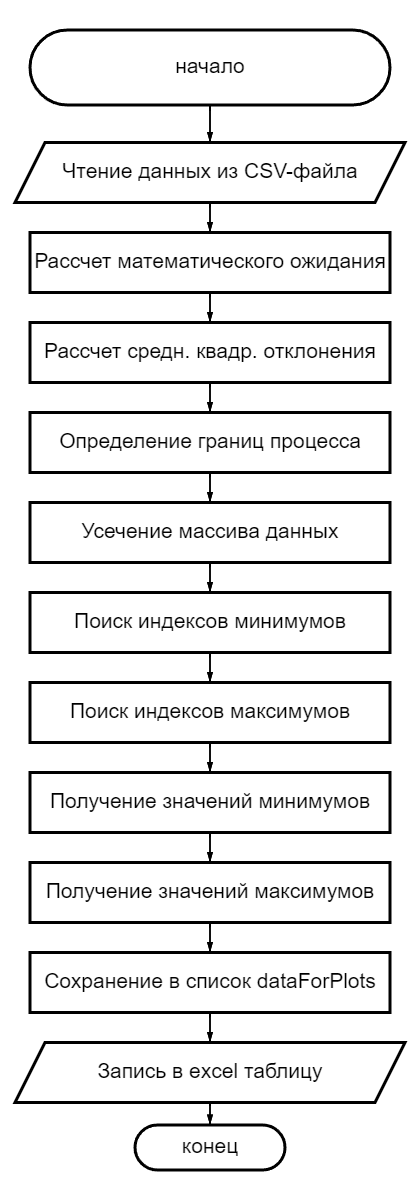 начало
Чтение данных из CSV-файла
Рассчет математического ожидания
Рассчет средн. квадр. отклонения
Определение границ процесса
Усечение массива данных
Поиск индексов минимумов
Поиск индексов максимумов
Получение значений минимумов
Получение значений максимумов
Сохранение в список dataForPlots
Запись в excel таблицу
конец